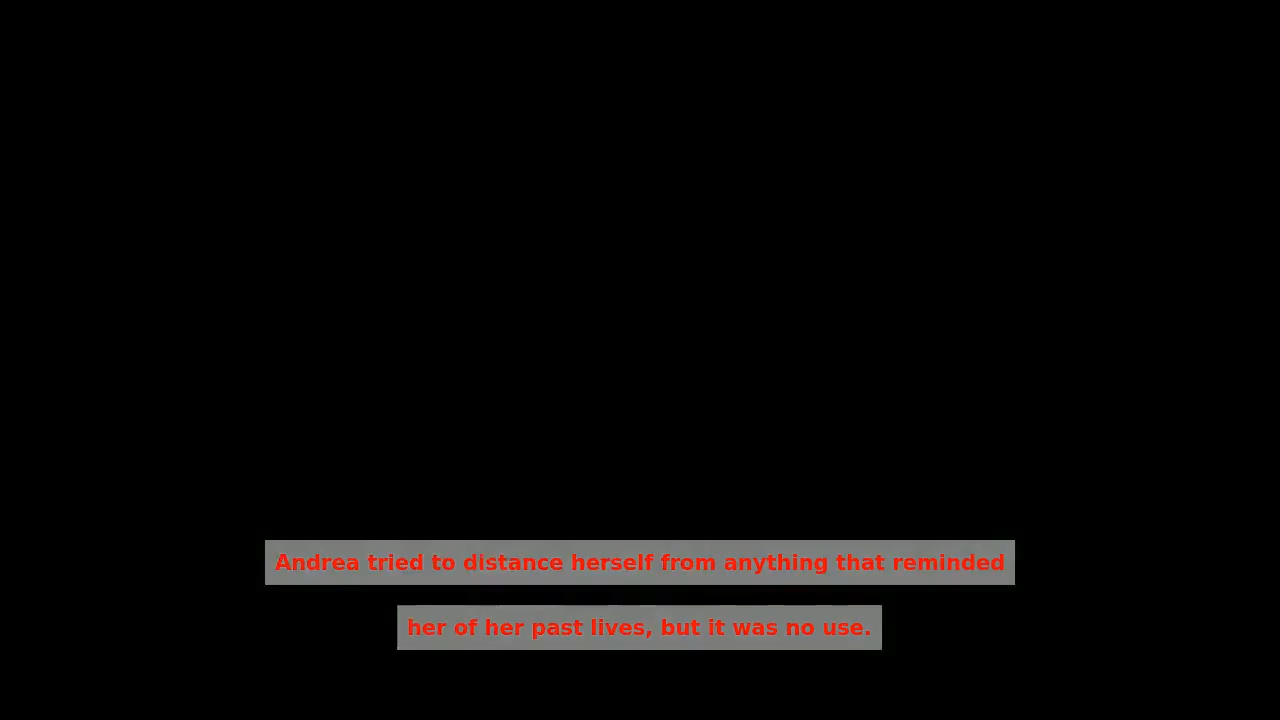 Andrea tried to distance herself from anything that reminded
her of her past lives, but it was no use.